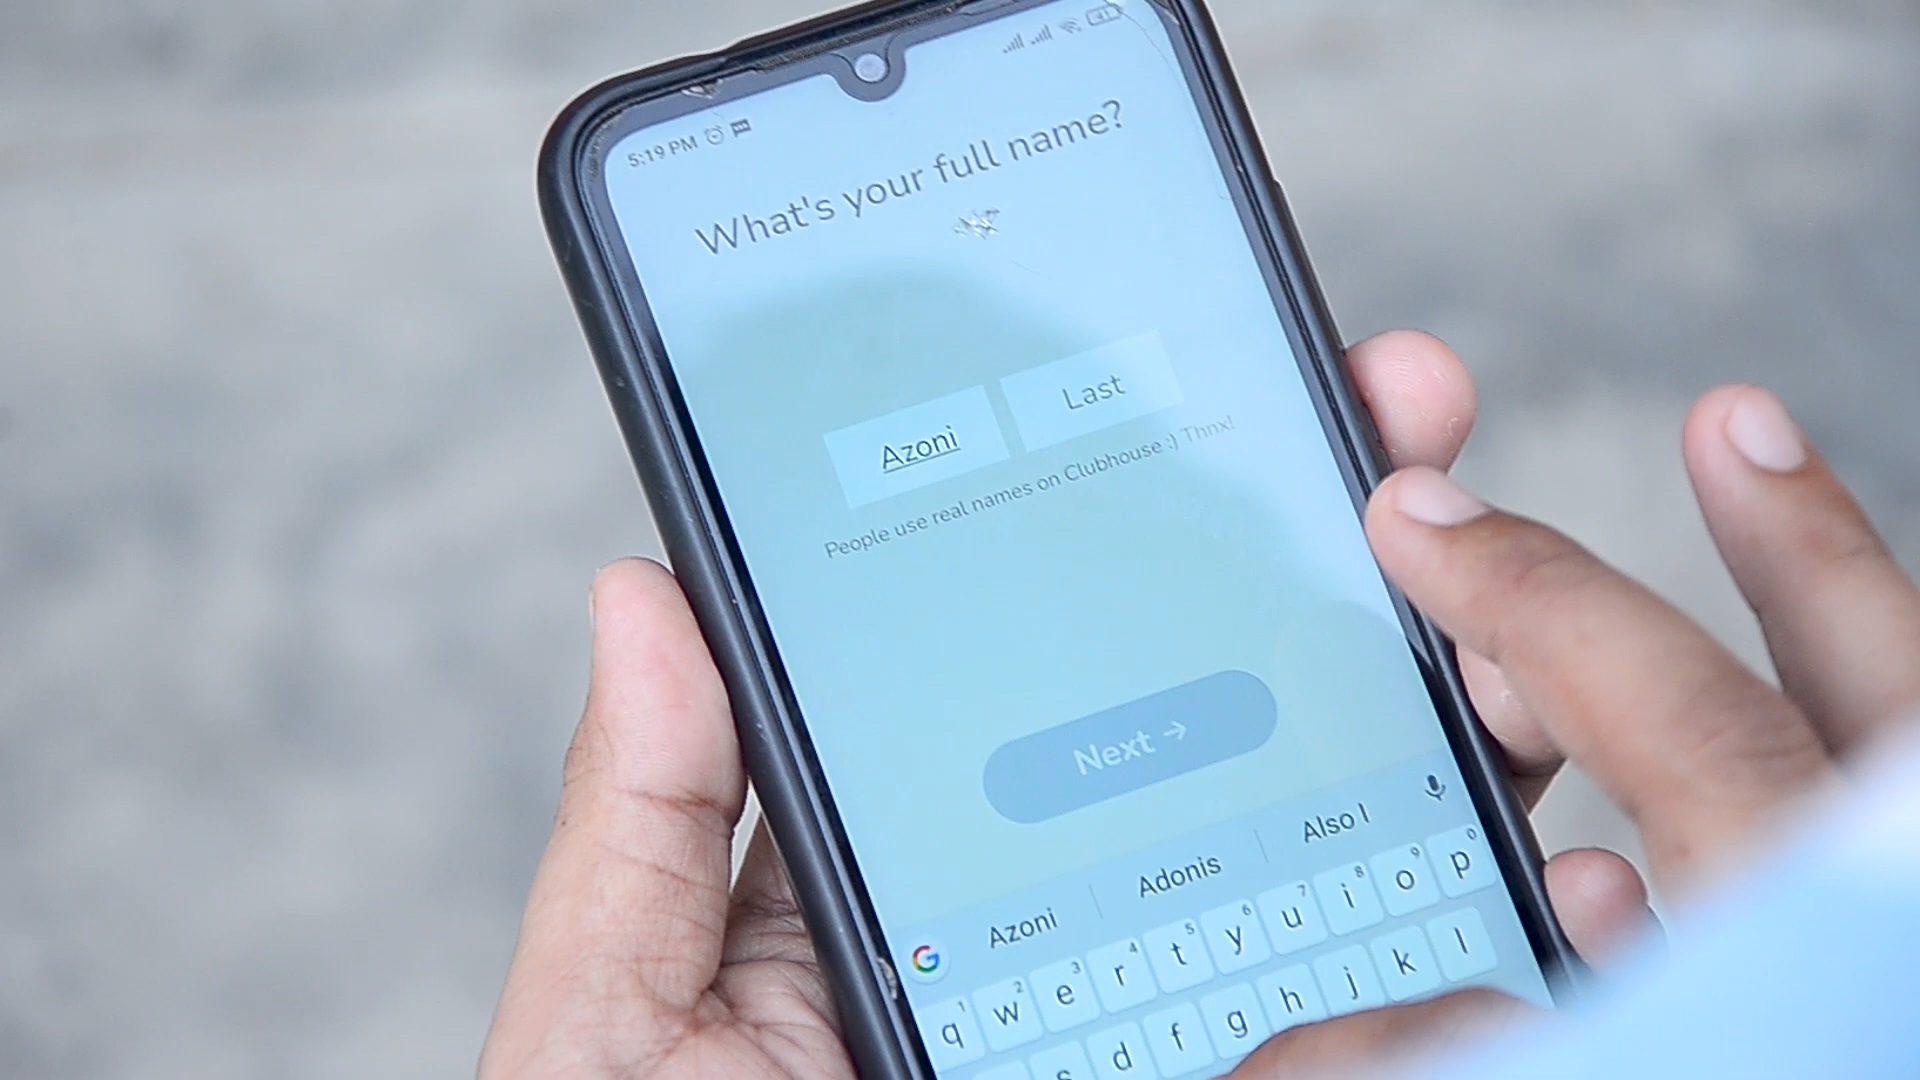 5:19 PM
41
What's your full name?
Azoni Last
People use real names on Clubhouse :) Thnx!
Next →
Azoni Adonis Also I
G
q 1 w 2 e 3 r 4 t 5 y 6 u 7 i 8 o 9 p 0
s d f g h j k l